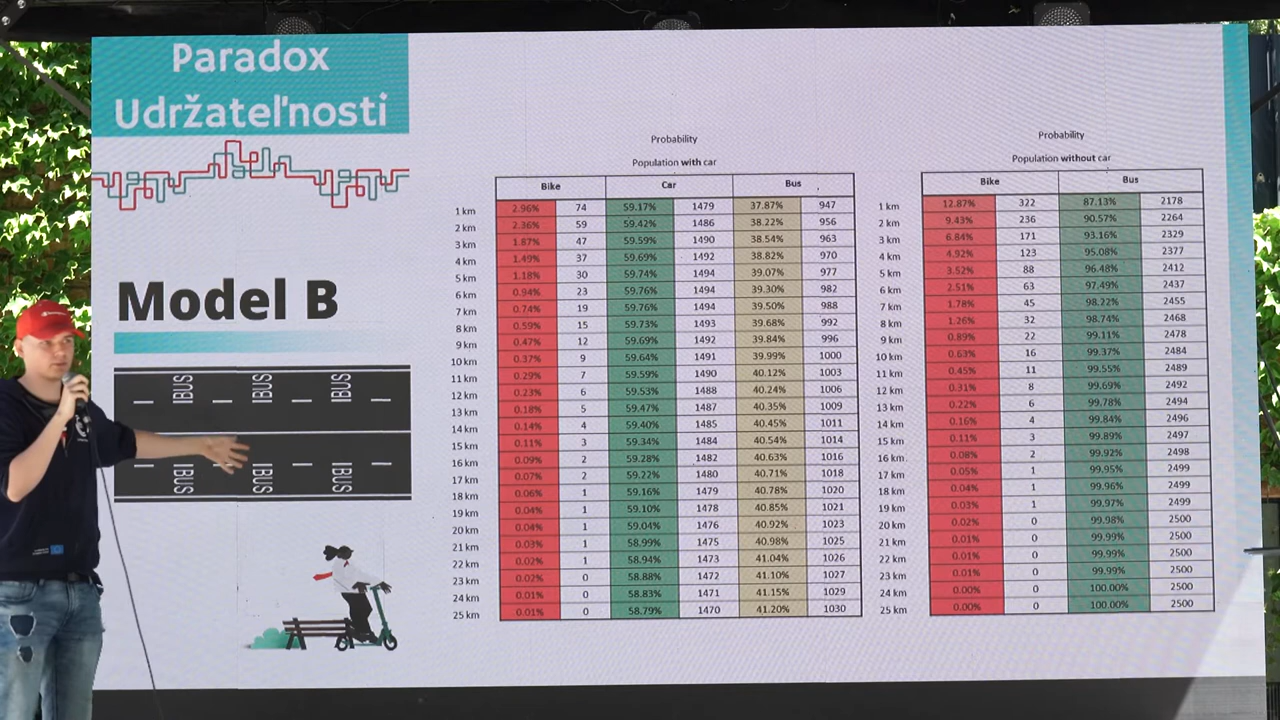 Paradox
Udržateľnosti
Model B
IBUS IBUS IBUS
IBUS IBUS IBUS
Probability
Population with car
Bike Car Bus
1 km 2.96% 74 59.17% 1479 37.87% 947
2 km 2.36% 59 59.42% 1486 38.22% 956
3 km 1.87% 47 59.59% 1490 38.54% 963
4 km 1.49% 37 59.69% 1492 38.82% 970
5 km 1.18% 30 59.74% 1494 39.07% 977
6 km 0.94% 23 59.76% 1494 39.30% 982
7 km 0.74% 19 59.76% 1494 39.50% 988
8 km 0.59% 15 59.73% 1493 39.68% 992
9 km 0.47% 12 59.69% 1492 39.84% 996
10 km 0.37% 9 59.64% 1491 39.99% 1000
11 km 0.29% 7 59.59% 1490 40.12% 1003
12 km 0.23% 6 59.53% 1488 40.24% 1006
13 km 0.18% 5 59.47% 1487 40.35% 1009
14 km 0.14% 4 59.40% 1485 40.45% 1011
15 km 0.11% 3 59.34% 1484 40.54% 1014
16 km 0.09% 2 59.28% 1482 40.63% 1016
17 km 0.07% 2 59.22% 1480 40.71% 1018
18 km 0.06% 1 59.16% 1479 40.78% 1020
19 km 0.04% 1 59.10% 1478 40.85% 1021
20 km 0.04% 1 59.04% 1476 40.92% 1023
21 km 0.03% 1 58.99% 1475 40.98% 1025
22 km 0.02% 1 58.94% 1473 41.04% 1026
23 km 0.02% 0 58.88% 1472 41.10% 1027
24 km 0.01% 0 58.83% 1471 41.15% 1029
25 km 0.01% 0 58.79% 1470 41.20% 1030
Probability
Population without car
Bike Bus
1 km 12.87% 322 87.13% 2178
2 km 9.43% 236 90.57% 2264
3 km 6.84% 171 93.16% 2329
4 km 4.92% 123 95.08% 2377
5 km 3.52% 88 96.48% 2412
6 km 2.51% 63 97.49% 2437
7 km 1.78% 45 98.22% 2455
8 km 1.26% 32 98.74% 2468
9 km 0.89% 22 99.11% 2478
10 km 0.63% 16 99.37% 2484
11 km 0.45% 11 99.55% 2489
12 km 0.31% 8 99.69% 2492
13 km 0.22% 6 99.78% 2494
14 km 0.16% 4 99.84% 2496
15 km 0.11% 3 99.89% 2497
16 km 0.08% 2 99.92% 2498
17 km 0.05% 1 99.95% 2499
18 km 0.04% 1 99.96% 2499
19 km 0.03% 1 99.97% 2499
20 km 0.02% 0 99.98% 2500
21 km 0.01% 0 99.99% 2500
22 km 0.01% 0 99.99% 2500
23 km 0.01% 0 99.99% 2500
24 km 0.00% 0 100.00% 2500
25 km 0.00% 0 100.00% 2500